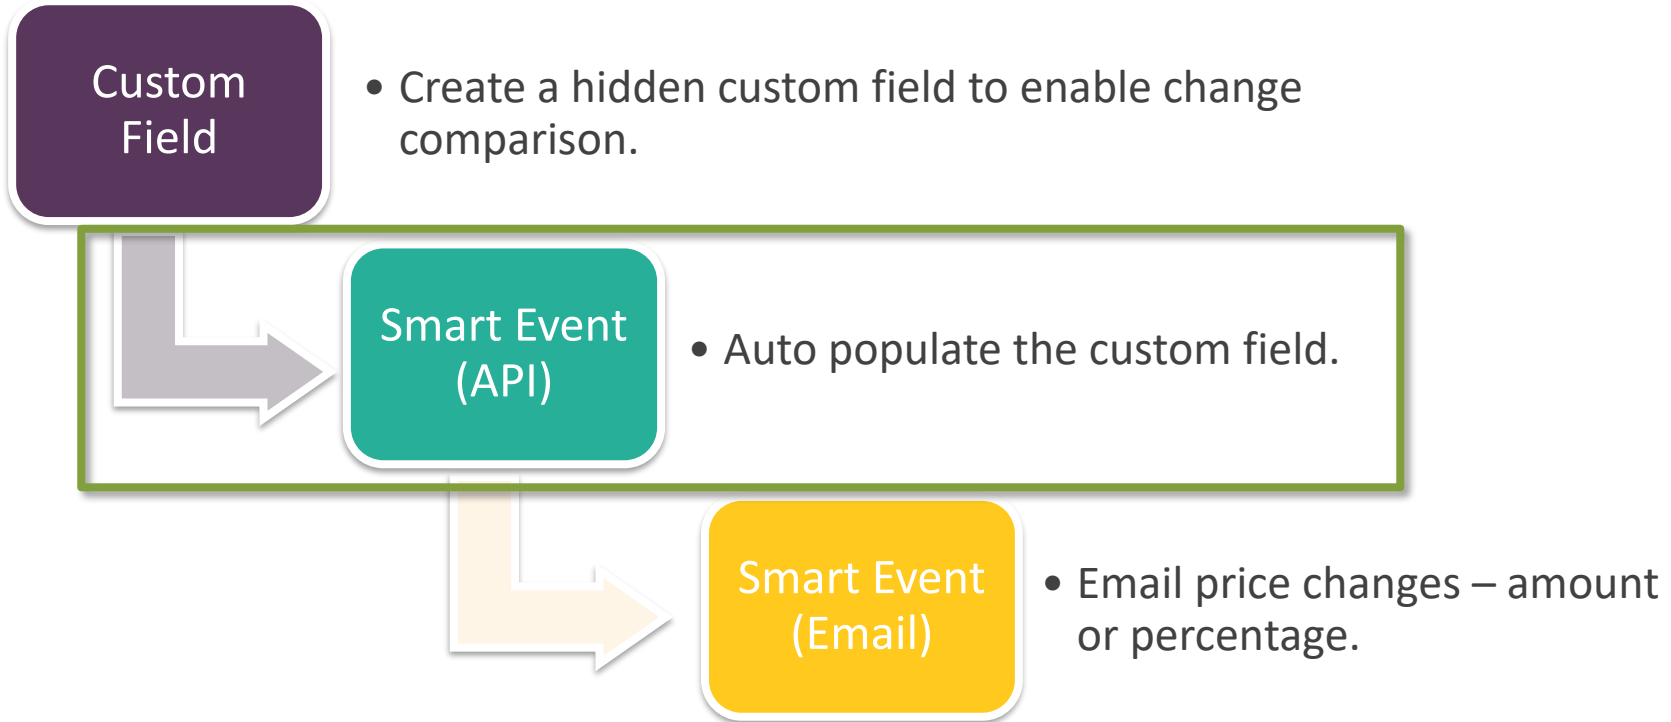 Custom
Field
• Create a hidden custom field to enable change
comparison.
Smart Event
(API)
• Auto populate the custom field.
Smart Event
(Email)
• Email price changes – amount
or percentage.